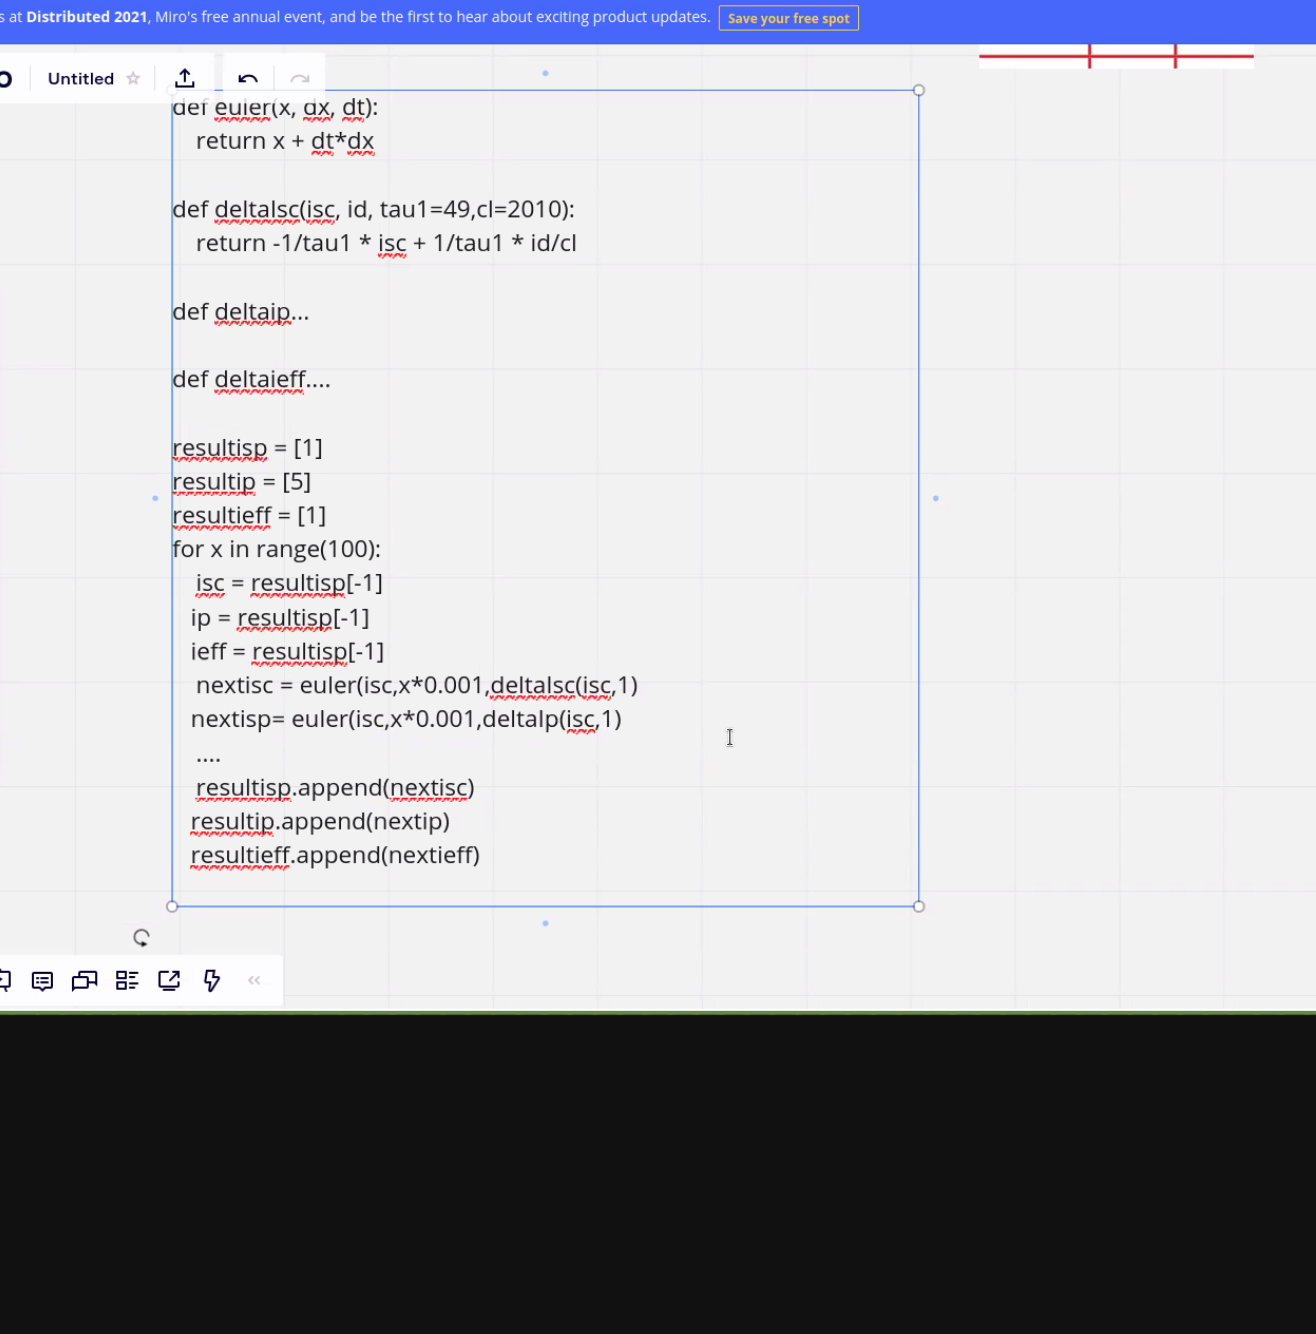 s at Distributed 2021, Miro's free annual event, and be the first to hear about exciting product updates. Save your free spot
o Untitled
def euler(x, dx, dt):
return x + dt*dx
def deltaIsc(isc, id, tau1=49,cl=2010):
return -1/tau1 * isc + 1/tau1 * id/cl
def deltaip...
def deltaieff....
resultisp = [1]
resultip = [5]
resultieff = [1]
for x in range(100):
isc = resultisp[-1]
ip = resultisp[-1]
ieff = resultisp[-1]
nextisc = euler(isc,x*0.001,deltaIsc(isc,1)
nextisp= euler(isc,x*0.001,deltaIp(isc,1)
....
resultisp.append(nextisc)
resultip.append(nextip)
resultieff.append(nextieff)